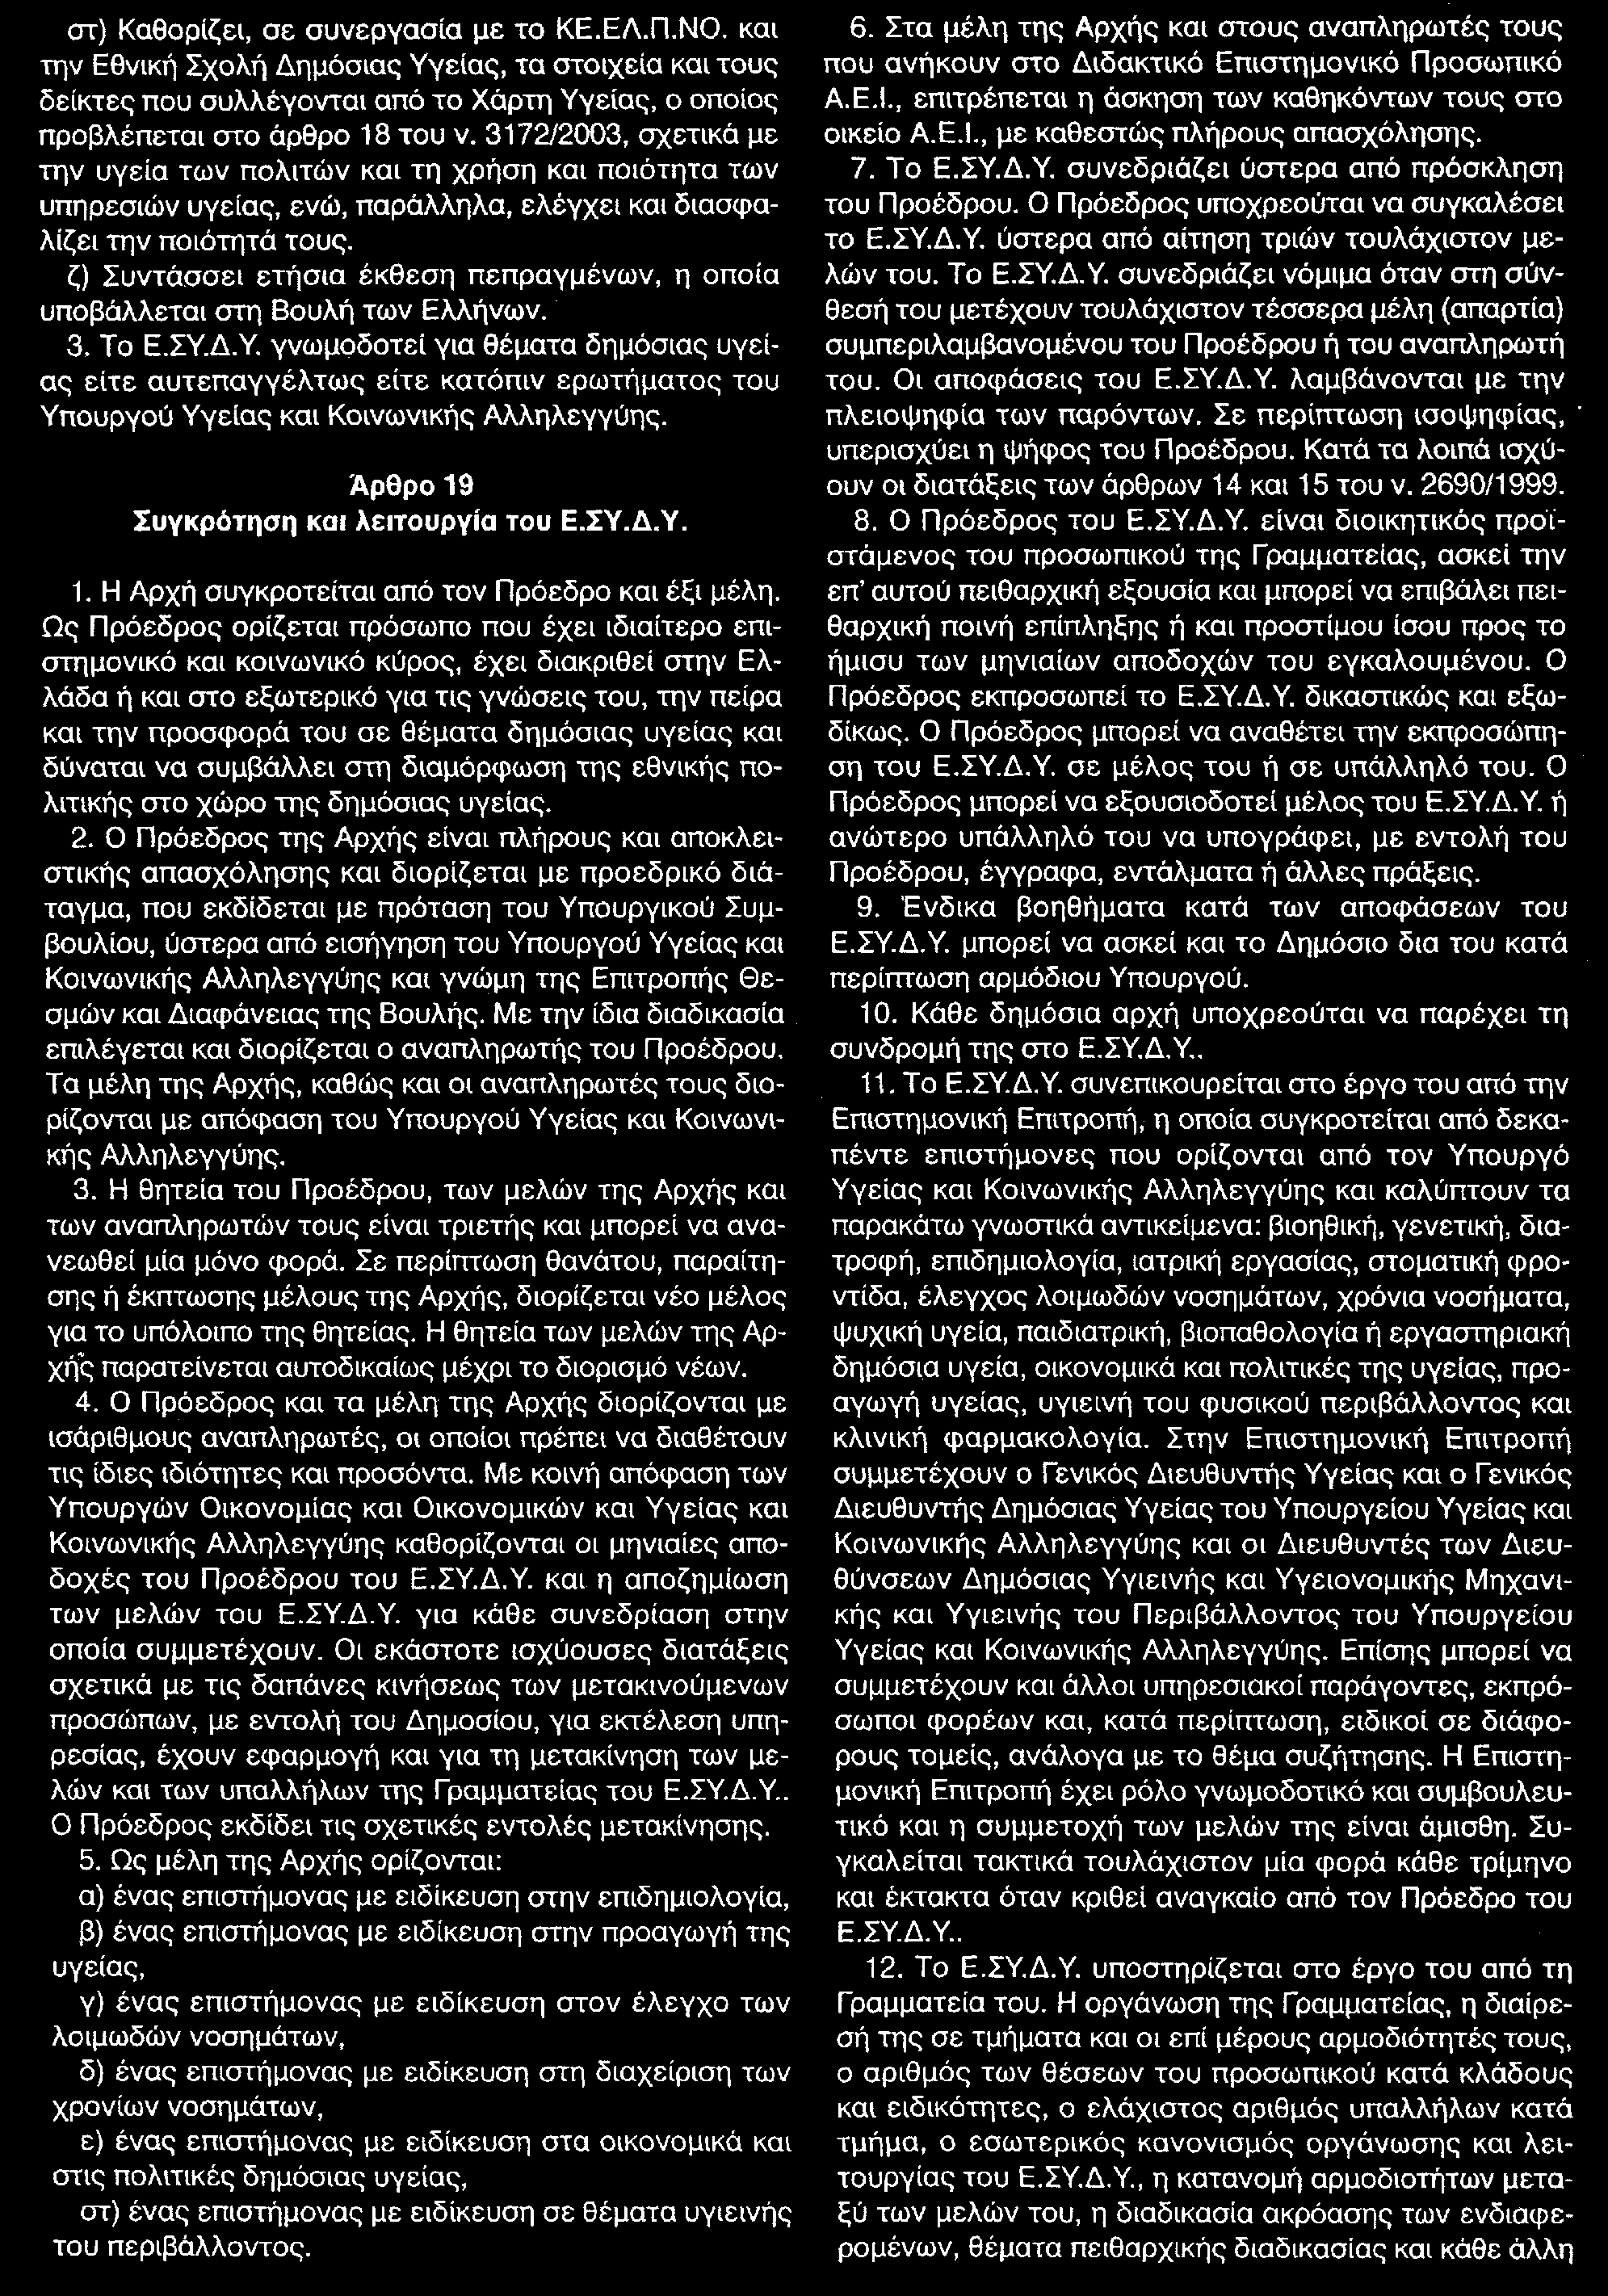 στ) Καθορίζει, σε συνεργασία με το ΚΕ.ΕΛ.Π.ΝΟ. και
την Εθνική Σχολή Δημόσιας Υγείας, τα στοιχεία και τους
δείκτες που συλλέγονται από το Χάρτη Υγείας, ο οποίος
προβλέπεται στο άρθρο 18 του ν. 3172/2003, σχετικά με
την υγεία των πολιτών και τη χρήση και ποιότητα των
υπηρεσιών υγείας, ενώ, παράλληλα, ελέγχει και διασφα-
λίζει την ποιότητά τους.
ζ) Συντάσσει ετήσια έκθεση πεπραγμένων, η οποία
υποβάλλεται στη Βουλή των Ελλήνων.
3. Το Ε.ΣΥ.Δ.Υ. γνωμοδοτεί για θέματα δημόσιας υγεί-
ας είτε αυτεπαγγέλτως είτε κατόπιν ερωτήματος του
Υπουργού Υγείας και Κοινωνικής Αλληλεγγύης.
Άρθρο 19
Συγκρότηση και λειτουργία του Ε.ΣΥ.Δ.Υ.
1. Η Αρχή συγκροτείται από τον Πρόεδρο και έξι μέλη.
Ως Πρόεδρος ορίζεται πρόσωπο που έχει ιδιαίτερο επι-
στημονικό και κοινωνικό κύρος, έχει διακριθεί στην Ελ-
λάδα ή και στο εξωτερικό για τις γνώσεις του, την πείρα
και την προσφορά του σε θέματα δημόσιας υγείας και
δύναται να συμβάλλει στη διαμόρφωση της εθνικής πο-
λιτικής στο χώρο της δημόσιας υγείας.
2. Ο Πρόεδρος της Αρχής είναι πλήρους και αποκλει-
στικής απασχόλησης και διορίζεται με προεδρικό διά-
ταγμα, που εκδίδεται με πρόταση του Υπουργικού Συμ-
βουλίου, ύστερα από εισήγηση του Υπουργού Υγείας και
Κοινωνικής Αλληλεγγύης και γνώμη της Επιτροπής Θε-
σμών και Διαφάνειας της Βουλής. Με την ίδια διαδικασία
επιλέγεται και διορίζεται ο αναπληρωτής του Προέδρου.
Τα μέλη της Αρχής, καθώς και οι αναπληρωτές τους διο-
ρίζονται με απόφαση του Υπουργού Υγείας και Κοινωνι-
κής Αλληλεγγύης.
3. Η θητεία του Προέδρου, των μελών της Αρχής και
των αναπληρωτών τους είναι τριετής και μπορεί να ανα-
νεωθεί μία μόνο φορά. Σε περίπτωση θανάτου, παραίτη-
σης ή έκπτωσης μέλους της Αρχής, διορίζεται νέο μέλος
για το υπόλοιπο της θητείας. Η θητεία των μελών της Αρ-
χής παρατείνεται αυτοδικαίως μέχρι το διορισμό νέων.
4. Ο Πρόεδρος και τα μέλη της Αρχής διορίζονται με
ισάριθμους αναπληρωτές, οι οποίοι πρέπει να διαθέτουν
τις ίδιες ιδιότητες και προσόντα. Με κοινή απόφαση των
Υπουργών Οικονομίας και Οικονομικών και Υγείας και
Κοινωνικής Αλληλεγγύης καθορίζονται οι μηνιαίες απο-
δοχές του Προέδρου του Ε.ΣΥ.Δ.Υ. και η αποζημίωση
των μελών του Ε.ΣΥ.Δ.Υ. για κάθε συνεδρίαση στην
οποία συμμετέχουν. Οι εκάστοτε ισχύουσες διατάξεις
σχετικά με τις δαπάνες κινήσεως των μετακινούμενων
προσώπων, με εντολή του Δημοσίου, για εκτέλεση υπη-
ρεσίας, έχουν εφαρμογή και για τη μετακίνηση των με-
λών και των υπαλλήλων της Γραμματείας του Ε.ΣΥ.Δ.Υ..
Ο Πρόεδρος εκδίδει τις σχετικές εντολές μετακίνησης.
5. Ως μέλη της Αρχής ορίζονται:
α) ένας επιστήμονας με ειδίκευση στην επιδημιολογία,
β) ένας επιστήμονας με ειδίκευση στην προαγωγή της
υγείας,
γ) ένας επιστήμονας με ειδίκευση στον έλεγχο των
λοιμωδών νοσημάτων,
δ) ένας επιστήμονας με ειδίκευση στη διαχείριση των
χρονίων νοσημάτων,
ε) ένας επιστήμονας με ειδίκευση στα οικονομικά και
στις πολιτικές δημόσιας υγείας,
στ) ένας επιστήμονας με ειδίκευση σε θέματα υγιεινής
του περιβάλλοντος.
6. Στα μέλη της Αρχής και στους αναπληρωτές τους
που ανήκουν στο Διδακτικό Επιστημονικό Προσωπικό
Α.Ε.Ι., επιτρέπεται η άσκηση των καθηκόντων τους στο
οικείο Α.Ε.Ι., με καθεστώς πλήρους απασχόλησης.
7. Το Ε.ΣΥ.Δ.Υ. συνεδριάζει ύστερα από πρόσκληση
του Προέδρου. Ο Πρόεδρος υποχρεούται να συγκαλέσει
το Ε.ΣΥ.Δ.Υ. ύστερα από αίτηση τριών τουλάχιστον με-
λών του. Το Ε.ΣΥ.Δ.Υ. συνεδριάζει νόμιμα όταν στη σύν-
θεσή του μετέχουν τουλάχιστον τέσσερα μέλη (απαρτία)
συμπεριλαμβανομένου του Προέδρου ή του αναπληρωτή
του. Οι αποφάσεις του Ε.ΣΥ.Δ.Υ. λαμβάνονται με την
πλειοψηφία των παρόντων. Σε περίπτωση ισοψηφίας,
υπερισχύει η ψήφος του Προέδρου. Κατά τα λοιπά ισχύ-
ουν οι διατάξεις των άρθρων 14 και 15 του ν. 2690/1999.
8. Ο Πρόεδρος του Ε.ΣΥ.Δ.Υ. είναι διοικητικός προϊ-
στάμενος του προσωπικού της Γραμματείας, ασκεί την
επ' αυτού πειθαρχική εξουσία και μπορεί να επιβάλει πει-
θαρχική ποινή επίπληξης ή και προστίμου ίσου προς το
ήμισυ των μηνιαίων αποδοχών του εγκαλουμένου. Ο
Πρόεδρος εκπροσωπεί το Ε.ΣΥ.Δ.Υ. δικαστικώς και εξω-
δίκως. Ο Πρόεδρος μπορεί να αναθέτει την εκπροσώπη-
ση του Ε.ΣΥ.Δ.Υ. σε μέλος του ή σε υπάλληλό του. Ο
Πρόεδρος μπορεί να εξουσιοδοτεί μέλος του Ε.ΣΥ.Δ.Υ. ή
ανώτερο υπάλληλό του να υπογράφει, με εντολή του
Προέδρου, έγγραφα, εντάλματα ή άλλες πράξεις.
9. Ένδικα βοηθήματα κατά των αποφάσεων του
Ε.ΣΥ.Δ.Υ. μπορεί να ασκεί και το Δημόσιο δια του κατά
περίπτωση αρμόδιου Υπουργού.
10. Κάθε δημόσια αρχή υποχρεούται να παρέχει τη
συνδρομή της στο Ε.ΣΥ.Δ.Υ..
11. Το Ε.ΣΥ.Δ.Υ. συνεπικουρείται στο έργο του από την
Επιστημονική Επιτροπή, η οποία συγκροτείται από δεκα-
πέντε επιστήμονες που ορίζονται από τον Υπουργό
Υγείας και Κοινωνικής Αλληλεγγύης και καλύπτουν τα
παρακάτω γνωστικά αντικείμενα: βιοηθική, γενετική, δια-
τροφή, επιδημιολογία, ιατρική εργασίας, στοματική φρο-
ντίδα, έλεγχος λοιμωδών νοσημάτων, χρόνια νοσήματα,
ψυχική υγεία, παιδιατρική, βιοπαθολογία ή εργαστηριακή
δημόσια υγεία, οικονομικά και πολιτικές της υγείας, προ-
αγωγή υγείας, υγιεινή του φυσικού περιβάλλοντος και
κλινική φαρμακολογία. Στην Επιστημονική Επιτροπή
συμμετέχουν ο Γενικός Διευθυντής Υγείας και ο Γενικός
Διευθυντής Δημόσιας Υγείας του Υπουργείου Υγείας και
Κοινωνικής Αλληλεγγύης και οι Διευθυντές των Διευ-
θύνσεων Δημόσιας Υγιεινής και Υγειονομικής Μηχανι-
κής και Υγιεινής του Περιβάλλοντος του Υπουργείου
Υγείας και Κοινωνικής Αλληλεγγύης. Επίσης μπορεί να
συμμετέχουν και άλλοι υπηρεσιακοί παράγοντες, εκπρό-
σωποι φορέων και, κατά περίπτωση, ειδικοί σε διάφο-
ρους τομείς, ανάλογα με το θέμα συζήτησης. Η Επιστη-
μονική Επιτροπή έχει ρόλο γνωμοδοτικό και συμβουλευ-
τικό και η συμμετοχή των μελών της είναι άμισθη. Συ-
γκαλείται τακτικά τουλάχιστον μία φορά κάθε τρίμηνο
και έκτακτα όταν κριθεί αναγκαίο από τον Πρόεδρο του
Ε.ΣΥ.Δ.Υ..
12. Το Ε.ΣΥ.Δ.Υ. υποστηρίζεται στο έργο του από τη
Γραμματεία του. Η οργάνωση της Γραμματείας, η διαίρε-
σή της σε τμήματα και οι επί μέρους αρμοδιότητές τους,
ο αριθμός των θέσεων του προσωπικού κατά κλάδους
και ειδικότητες, ο ελάχιστος αριθμός υπαλλήλων κατά
τμήμα, ο εσωτερικός κανονισμός οργάνωσης και λει-
τουργίας του Ε.ΣΥ.Δ.Υ., η κατανομή αρμοδιοτήτων μετα-
ξύ των μελών του, η διαδικασία ακρόασης των ενδιαφε-
ρομένων, θέματα πειθαρχικής διαδικασίας και κάθε άλλη